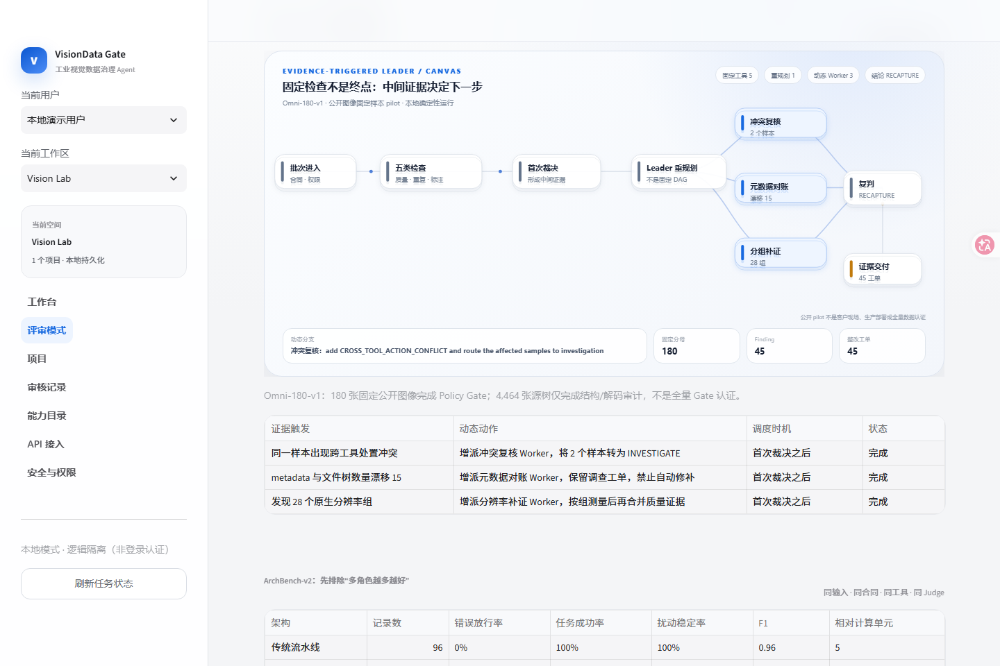 V
VisionData Gate
工业视觉数据治理 Agent
当前用户
本地演示用户
当前工作区
Vision Lab
当前空间
Vision Lab
1 个项目 · 本地持久化
工作台
评审模式
项目
审核记录
能力目录
API 接入
安全与权限
本地模式 · 逻辑隔离（非登录认证）
刷新任务状态
EVIDENCE-TRIGGERED LEADER / CANVAS
固定检查不是终点：中间证据决定下一步
Omni-180-v1 · 公开图像固定样本 pilot · 本地确定性运行
固定工具 5
重规划 1
动态 Worker 3
结论 RECAPTURE
批次进入
合同 · 权限
五类检查
质量 · 重复 · 标注
首次裁决
形成中间证据
Leader 重规划
不是固定 DAG
冲突复核
2 个样本
元数据对账
漂移 15
分组补证
28 组
复判
RECAPTURE
证据交付
45 工单
公开 pilot 不是客户现场、生产部署或全量数据认证
动态分支
冲突复核：add CROSS_TOOL_ACTION_CONFLICT and route the affected samples to investigation
固定分母
180
Finding
45
整改工单
45
Omni-180-v1：180 张固定公开图像完成 Policy Gate；4,464 张源树仅完成结构/解码审计，不是全量 Gate 认证。
证据触发 动态动作 调度时机 状态
同一样本出现跨工具处置冲突 增派冲突复核 Worker，将 2 个样本转为 INVESTIGATE 首次裁决之后 完成
metadata 与文件树数量漂移 15 增派元数据对账 Worker，保留调查工单，禁止自动修补 首次裁决之后 完成
发现 28 个原生分辨率组 增派分辨率补证 Worker，按组测量后再合并质量证据 首次裁决之后 完成
ArchBench-v2：先排除“多角色越多越好”
同输入 · 同合同 · 同工具 · 同 Judge
架构 记录数 错误放行率 任务成功率 扰动稳定率 F1 相对计算单元
传统流水线 96 0% 100% 100% 0.96 5